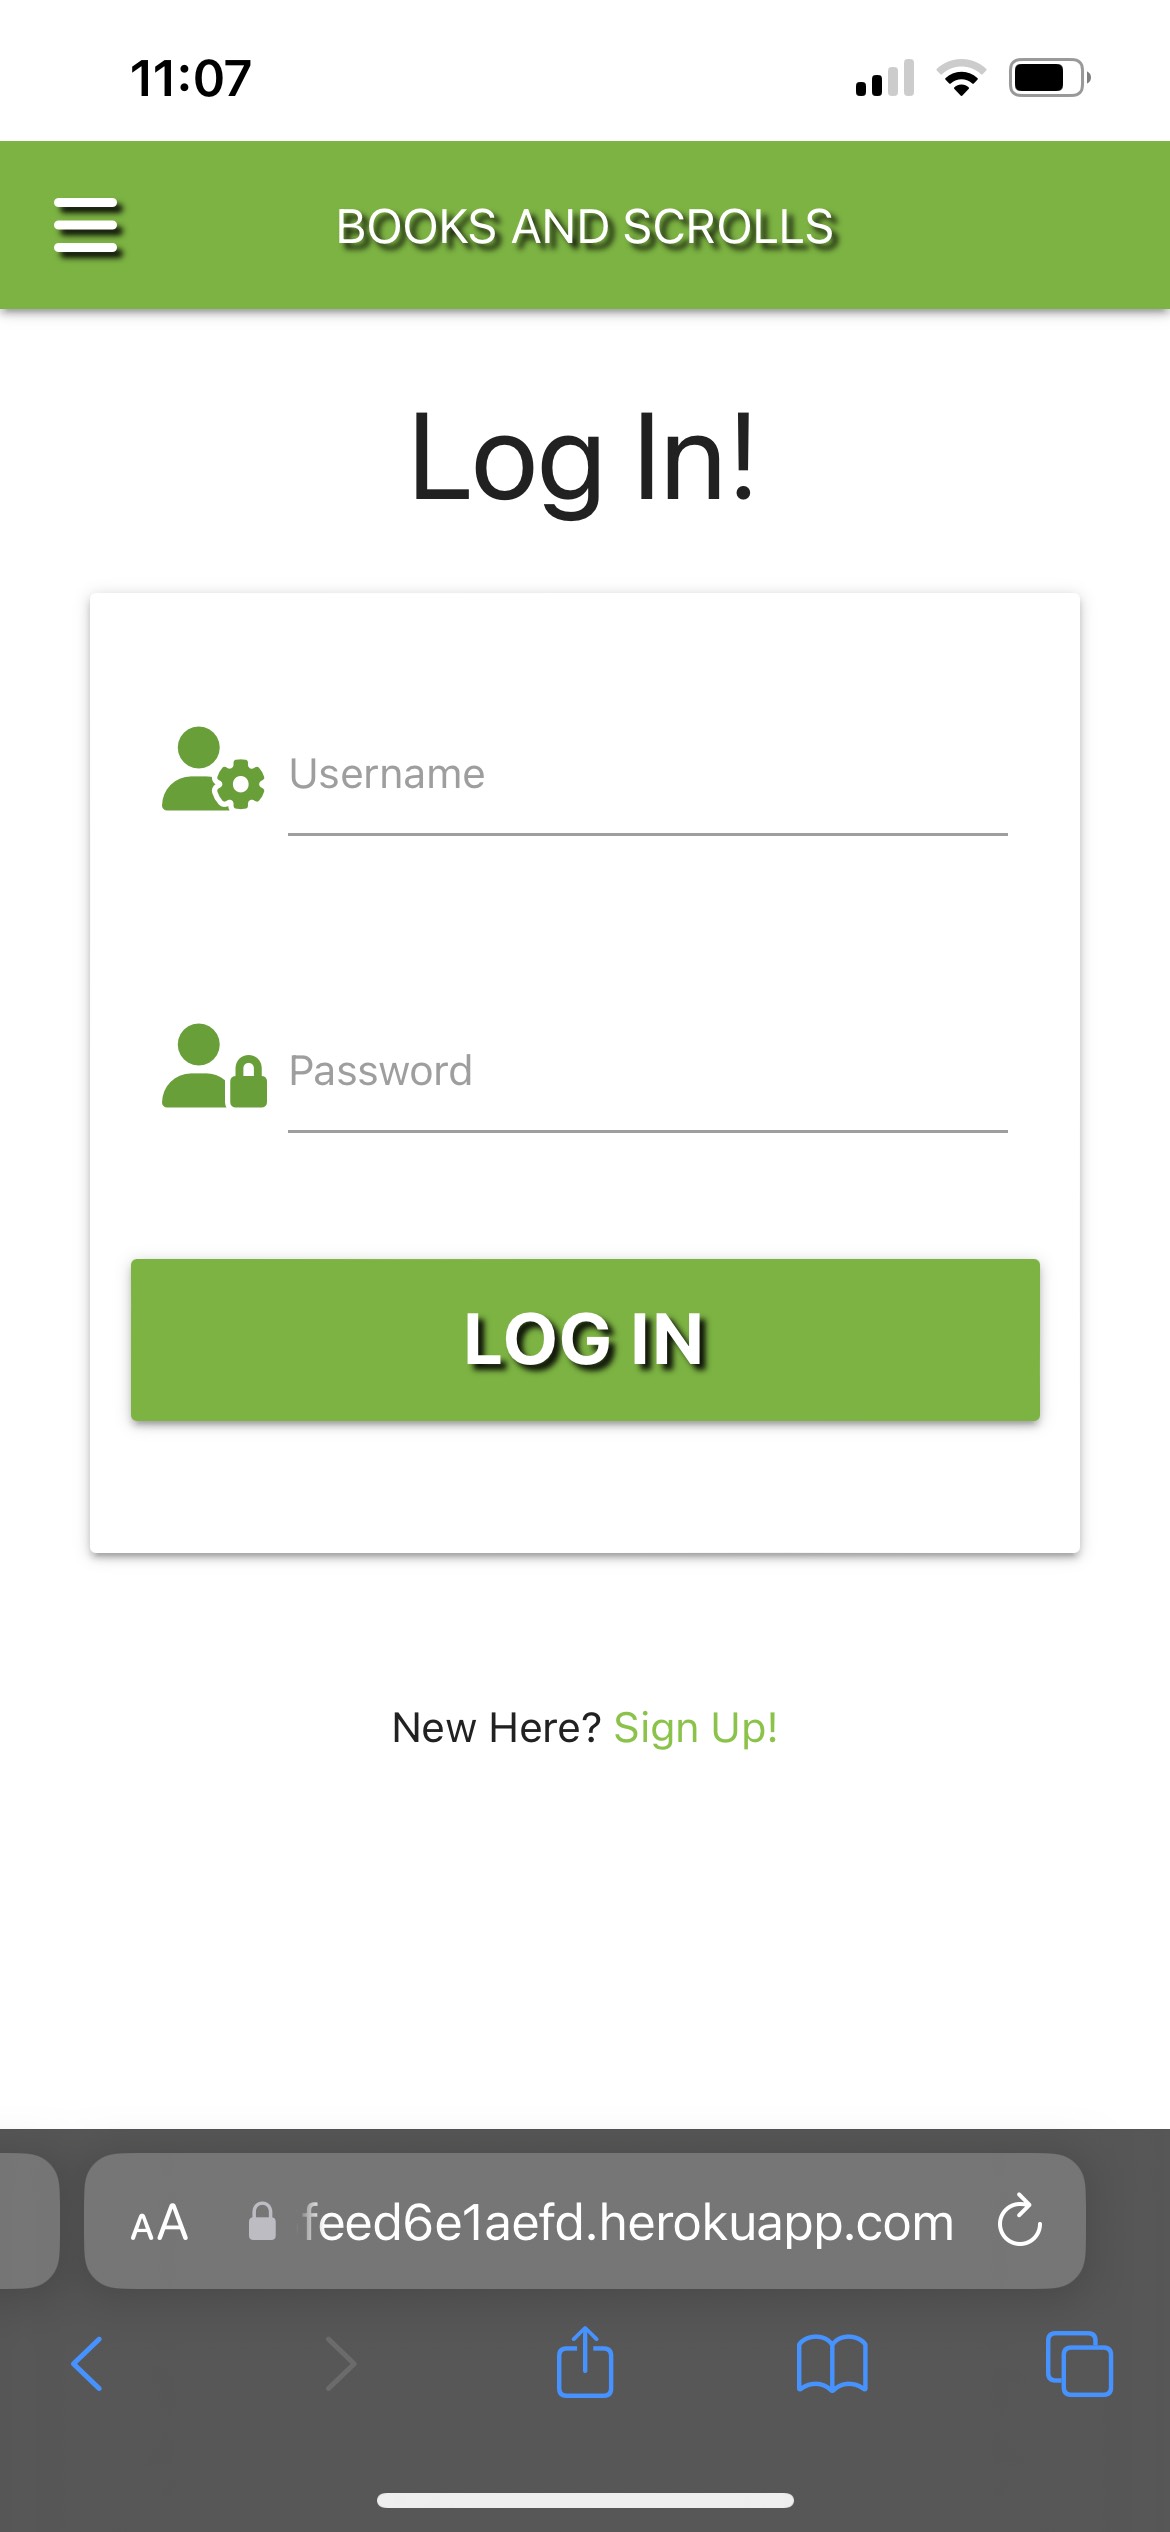 11:07
BOOKS AND SCROLLS
Log In!
Username
Password
LOG IN
New Here? Sign Up!
AA feed6e1aefd.herokuapp.com